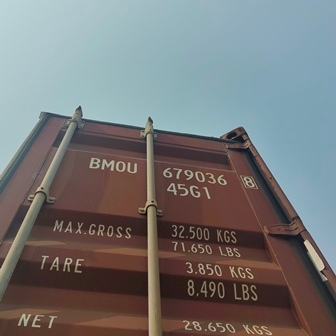 BMOU 679036 8
45G1
MAX.GROSS 32.500 KGS
71.650 LBS
TARE 3.850 KGS
8.490 LBS
NET 28.650 KGS